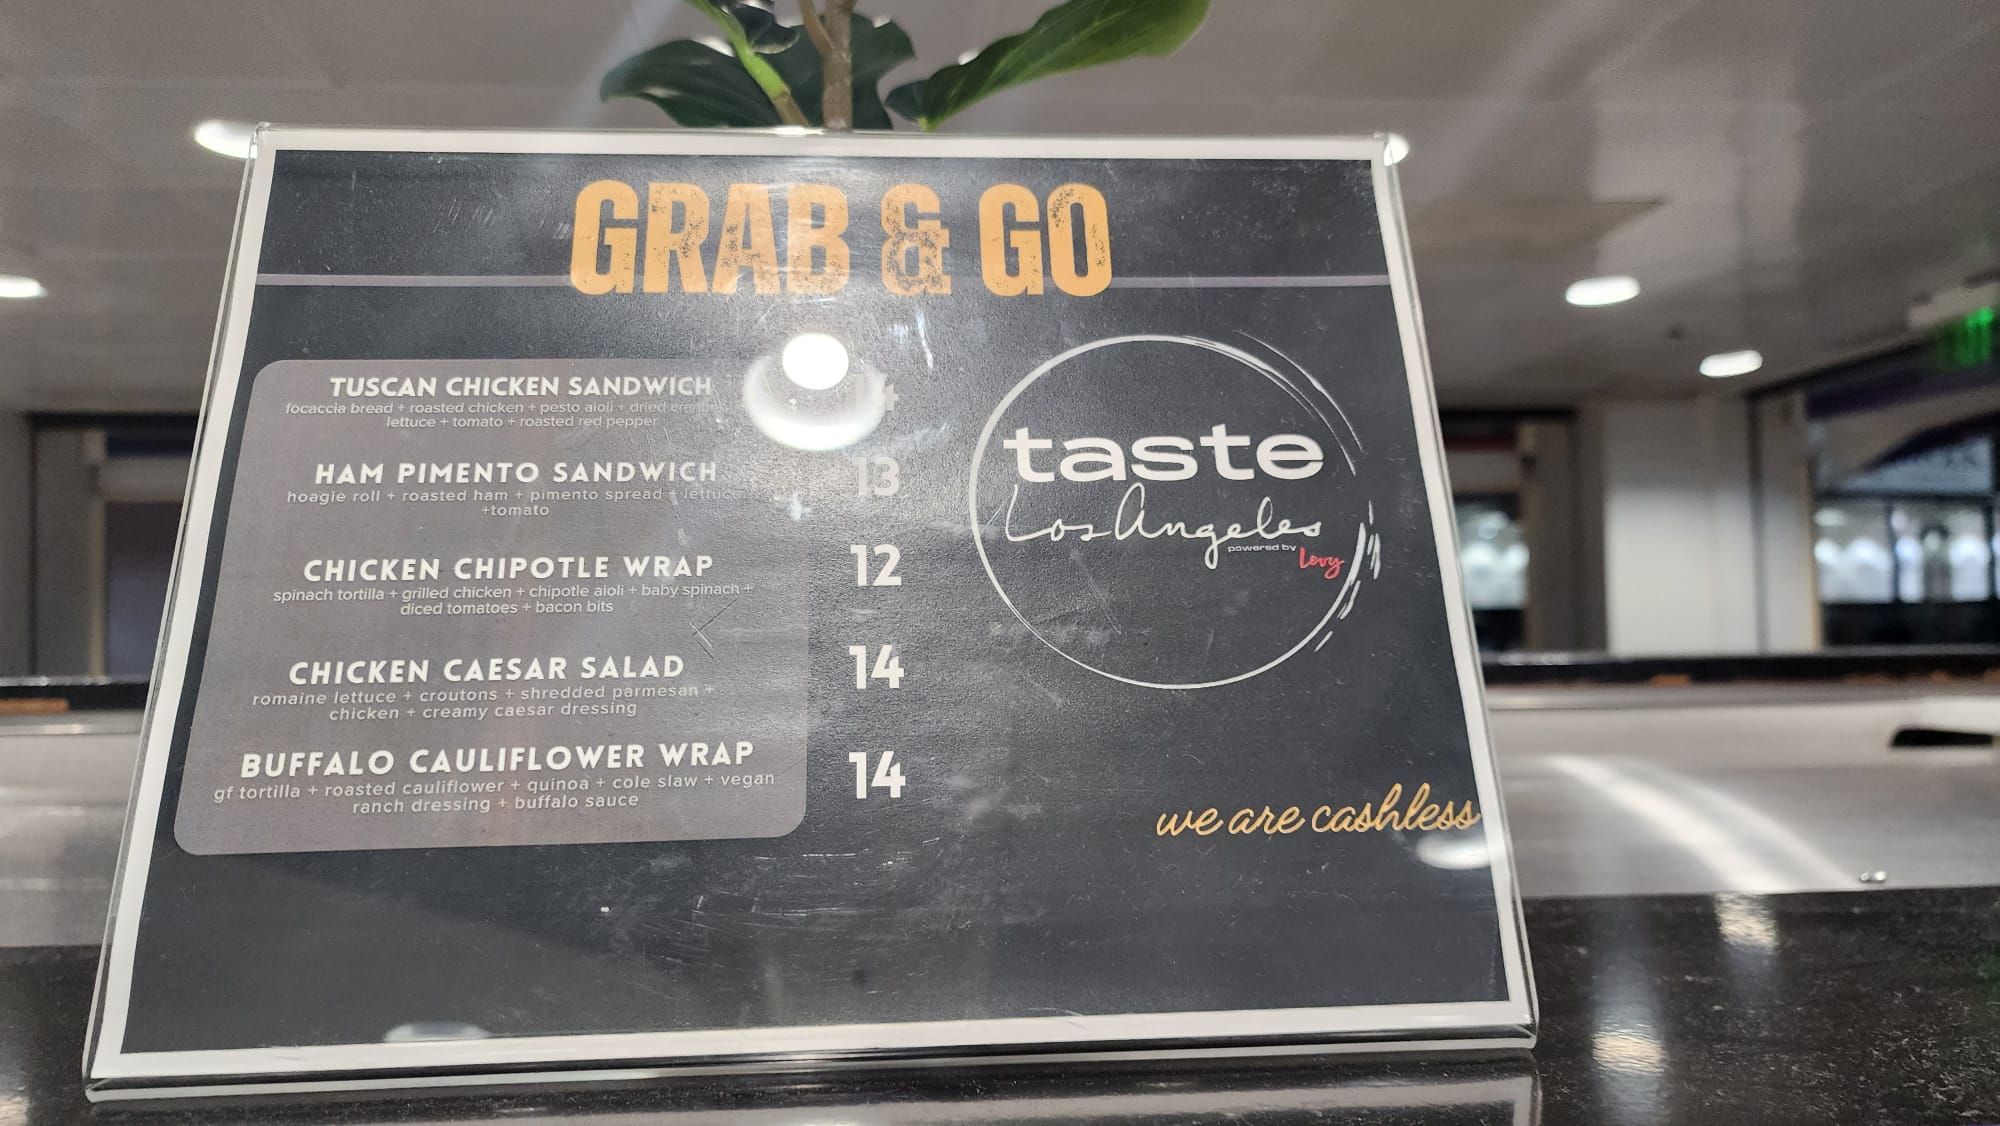 GRAB & GO
TUSCAN CHICKEN SANDWICH
focaccia bread + roasted chicken + pesto aioli + dried
lettuce + tomato + roasted red pepper
HAM PIMENTO SANDWICH 13
hoagie roll + roasted ham + pimento spread + lettuce
+tomato
CHICKEN CHIPOTLE WRAP 12
spinach tortilla + grilled chicken + chipotle aioli + baby spinach +
diced tomatoes + bacon bits
CHICKEN CAESAR SALAD 14
romaine lettuce + croutons + shredded parmesan +
chicken + creamy caesar dressing
BUFFALO CAULIFLOWER WRAP 14
gf tortilla + roasted cauliflower + quinoa + cole slaw + vegan
ranch dressing + buffalo sauce
taste
Los Angeles
powered by Levy
we are cashless